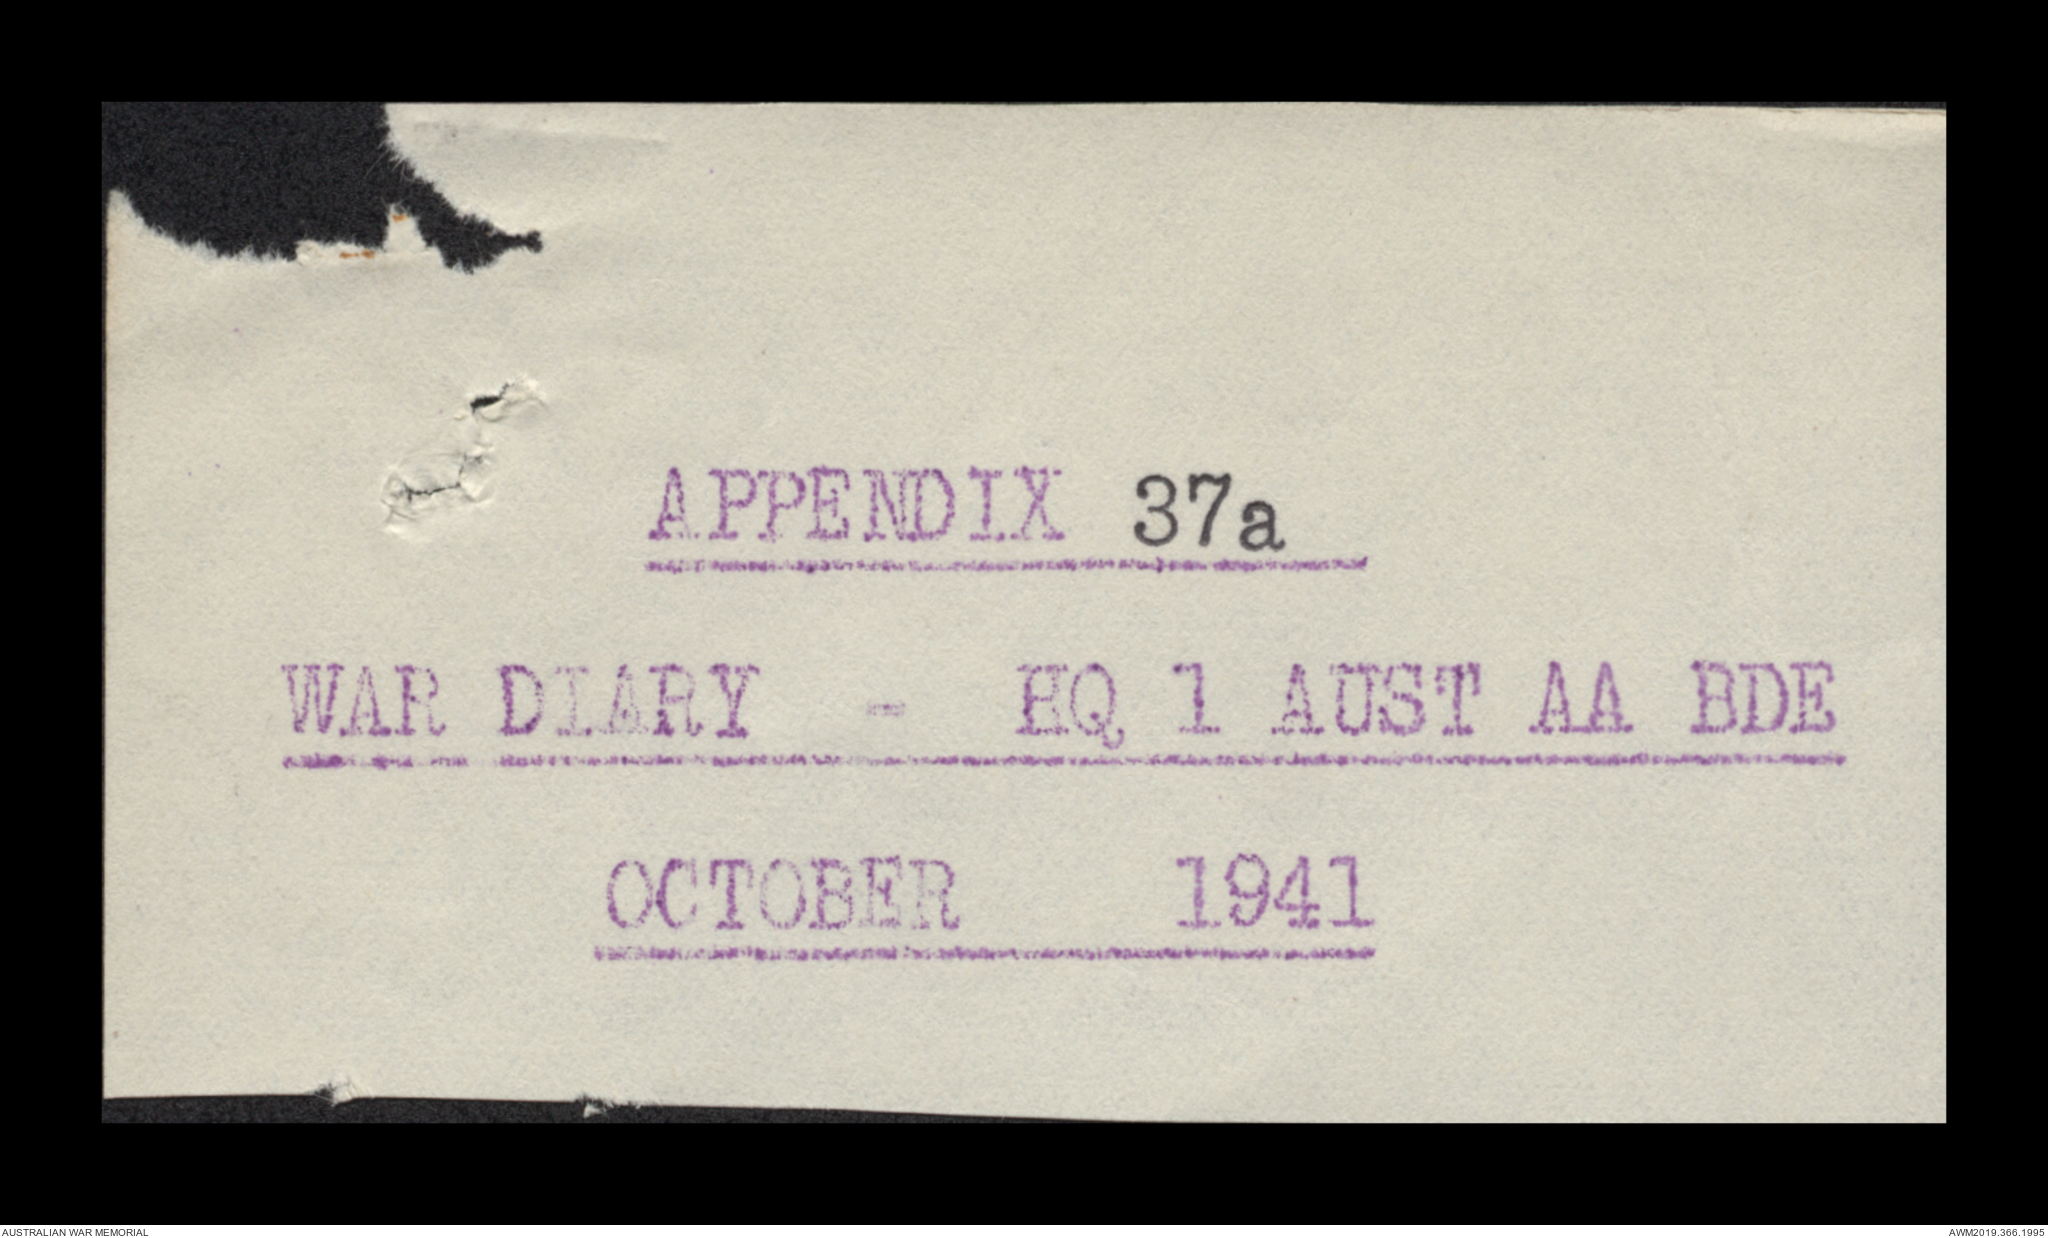 APPENDIX 37a
WAR DIARY - HQ 1 AUST AA BDE
OCTOBER 1941
AUSTRALIAN WAR MEMORIAL
AWM2019.366.1995